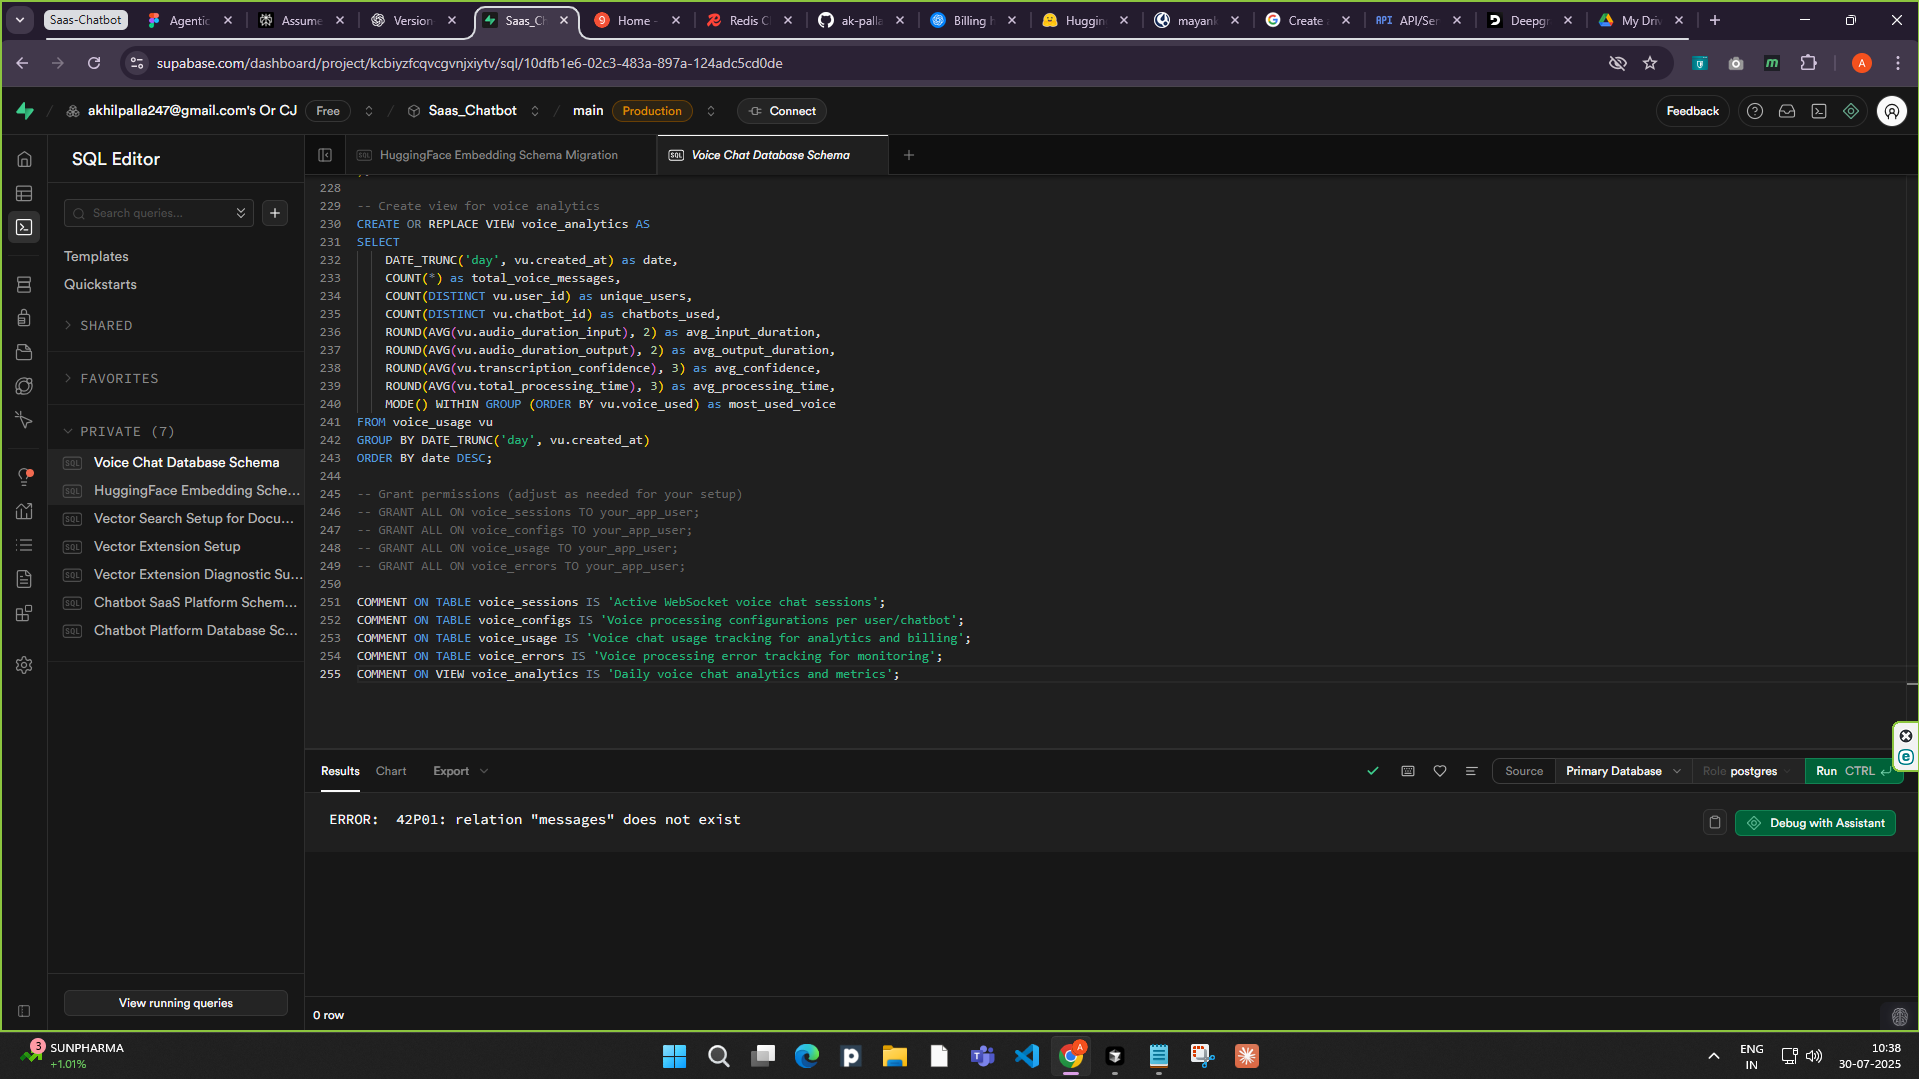 Saas-Chatbot
Agentic
Assume
Version
Saas_Ch
Home -
Redis C
ak-palla
Billing h
Huggin
mayank
Create a
API/Ser
Deepgr
My Driv
supabase.com/dashboard/project/kcbiyzfcqvcgvnjxiytv/sql/10dfb1e6-02c3-483a-897a-124adc5cd0de
A
akhilpalla247@gmail.com's Or CJ
Free
Saas_Chatbot
main
Production
Connect
Feedback
SQL Editor
HuggingFace Embedding Schema Migration
Voice Chat Database Schema
Search queries...
Templates
Quickstarts
SHARED
FAVORITES
PRIVATE (7)
Voice Chat Database Schema
HuggingFace Embedding Sche...
Vector Search Setup for Docu...
Vector Extension Setup
Vector Extension Diagnostic Su...
Chatbot SaaS Platform Schem...
Chatbot Platform Database Sc...
View running queries
228
229 -- Create view for voice analytics
230 CREATE OR REPLACE VIEW voice_analytics AS
231 SELECT
232 DATE_TRUNC('day', vu.created_at) as date,
233 COUNT(*) as total_voice_messages,
234 COUNT(DISTINCT vu.user_id) as unique_users,
235 COUNT(DISTINCT vu.chatbot_id) as chatbots_used,
236 ROUND(AVG(vu.audio_duration_input), 2) as avg_input_duration,
237 ROUND(AVG(vu.audio_duration_output), 2) as avg_output_duration,
238 ROUND(AVG(vu.transcription_confidence), 3) as avg_confidence,
239 ROUND(AVG(vu.total_processing_time), 3) as avg_processing_time,
240 MODE() WITHIN GROUP (ORDER BY vu.voice_used) as most_used_voice
241 FROM voice_usage vu
242 GROUP BY DATE_TRUNC('day', vu.created_at)
243 ORDER BY date DESC;
244
245 -- Grant permissions (adjust as needed for your setup)
246 -- GRANT ALL ON voice_sessions TO your_app_user;
247 -- GRANT ALL ON voice_configs TO your_app_user;
248 -- GRANT ALL ON voice_usage TO your_app_user;
249 -- GRANT ALL ON voice_errors TO your_app_user;
250
251 COMMENT ON TABLE voice_sessions IS 'Active WebSocket voice chat sessions';
252 COMMENT ON TABLE voice_configs IS 'Voice processing configurations per user/chatbot';
253 COMMENT ON TABLE voice_usage IS 'Voice chat usage tracking for analytics and billing';
254 COMMENT ON TABLE voice_errors IS 'Voice processing error tracking for monitoring';
255 COMMENT ON VIEW voice_analytics IS 'Daily voice chat analytics and metrics';
Results
Chart
Export
Source
Primary Database
Role postgres
Run CTRL
ERROR: 42P01: relation "messages" does not exist
Debug with Assistant
0 row
3
SUNPHARMA
+1.01%
ENG
IN
10:38
30-07-2025